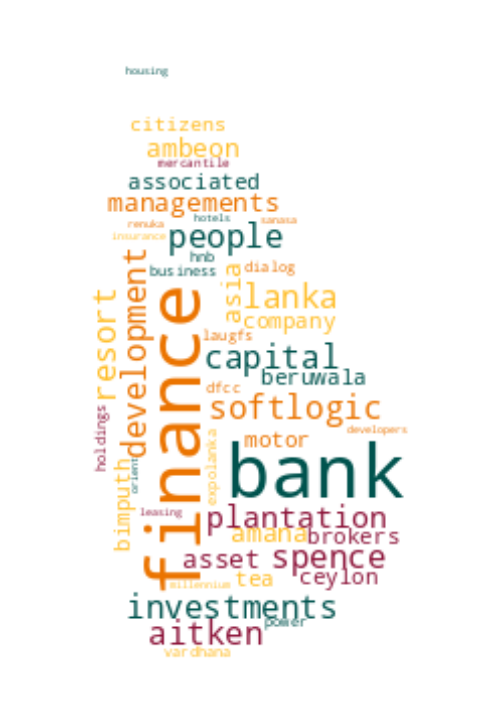 housing
citizens
ambeon
mercantile
associated
managements
hotels
renuka
sanasa
insurance
people
hnb
business
dialog
asia
lanka
development
resort
finance
company
laugfs
capital
beruwala
dfcc
softlogic
developers
holdings
motor
expolanka
bank
bimputh
orient
leasing
plantation
amana
brokers
asset
spence
ceylon
tea
millennium
investments
power
aitken
vardhana